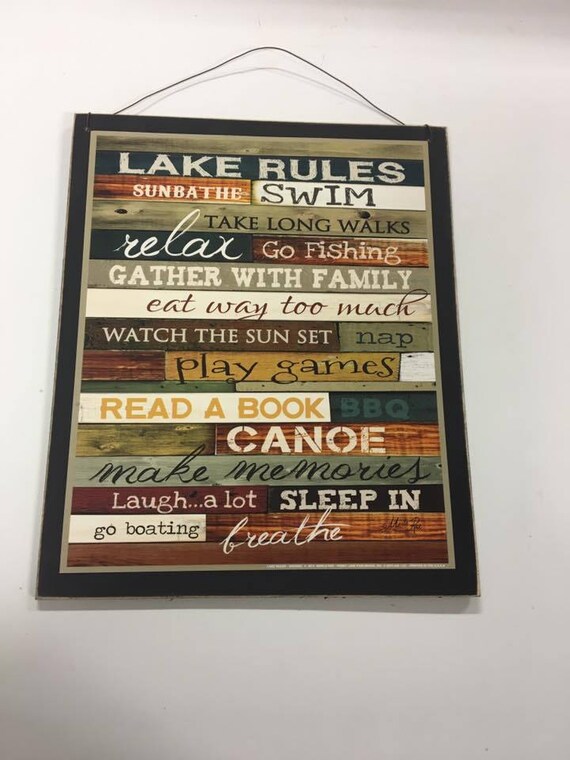 LAKE RULES
SUNBATHE SWIM
TAKE LONG WALKS
relax Go Fishing
GATHER WITH FAMILY
eat way too much
WATCH THE SUN SET nap
play games
READ A BOOK BBQ
CANOE
make memories
Laugh...a lot SLEEP IN
go boating breathe